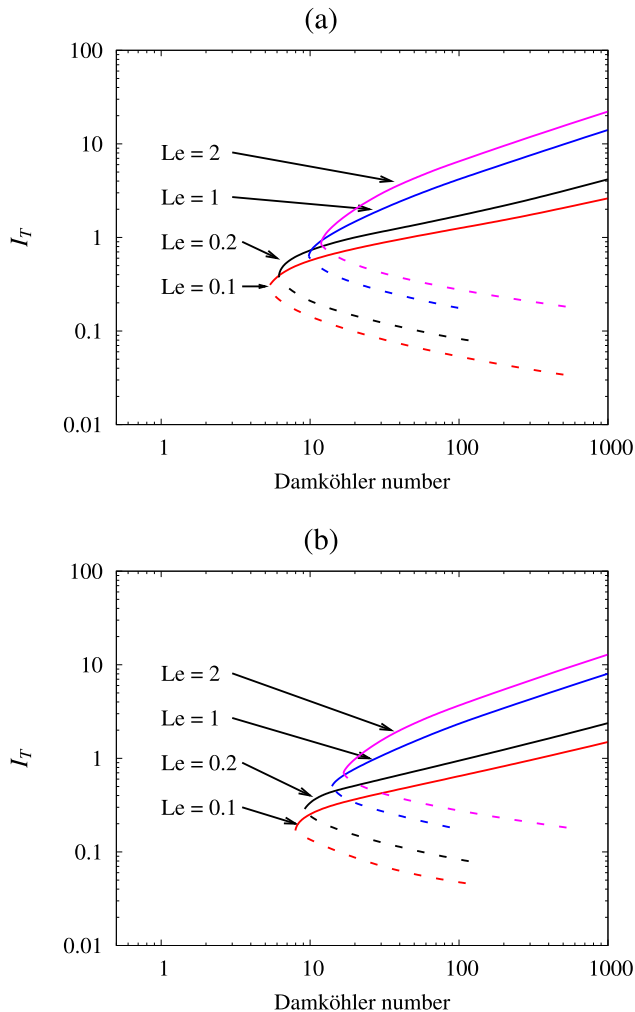 (a)
100
10
1
0.1
0.01
I_T
Le = 2
Le = 1
Le = 0.2
Le = 0.1
1 10 100 1000
Damköhler number
(b)
100
10
1
0.1
0.01
I_T
Le = 2
Le = 1
Le = 0.2
Le = 0.1
1 10 100 1000
Damköhler number